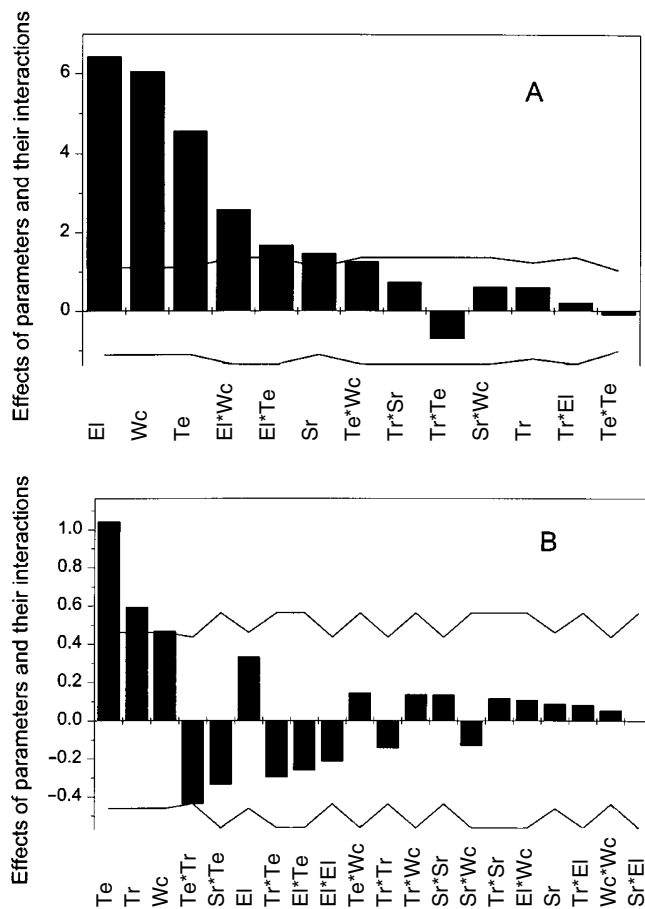 Effects of parameters and their interactions
A
6
4
2
0
El
Wc
Te
El*Wc
El*Te
Sr
Te*Wc
Tr*Sr
Tr*Te
Sr*Wc
Tr
Tr*El
Te*Te
Effects of parameters and their interactions
B
1.0
0.8
0.6
0.4
0.2
0.0
−0.2
−0.4
Te
Tr
Wc
Te*Tr
Sr*Te
El
Tr*Te
El*Te
El*El
Te*Wc
Tr*Tr
Tr*Wc
Sr*Sr
Sr*Wc
Tr*Sr
El*Wc
Sr
Tr*El
Wc*Wc
Sr*El